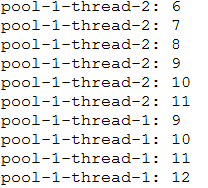 pool-1-thread-2: 6
pool-1-thread-2: 7
pool-1-thread-2: 8
pool-1-thread-2: 9
pool-1-thread-2: 10
pool-1-thread-2: 11
pool-1-thread-1: 9
pool-1-thread-1: 10
pool-1-thread-1: 11
pool-1-thread-1: 12